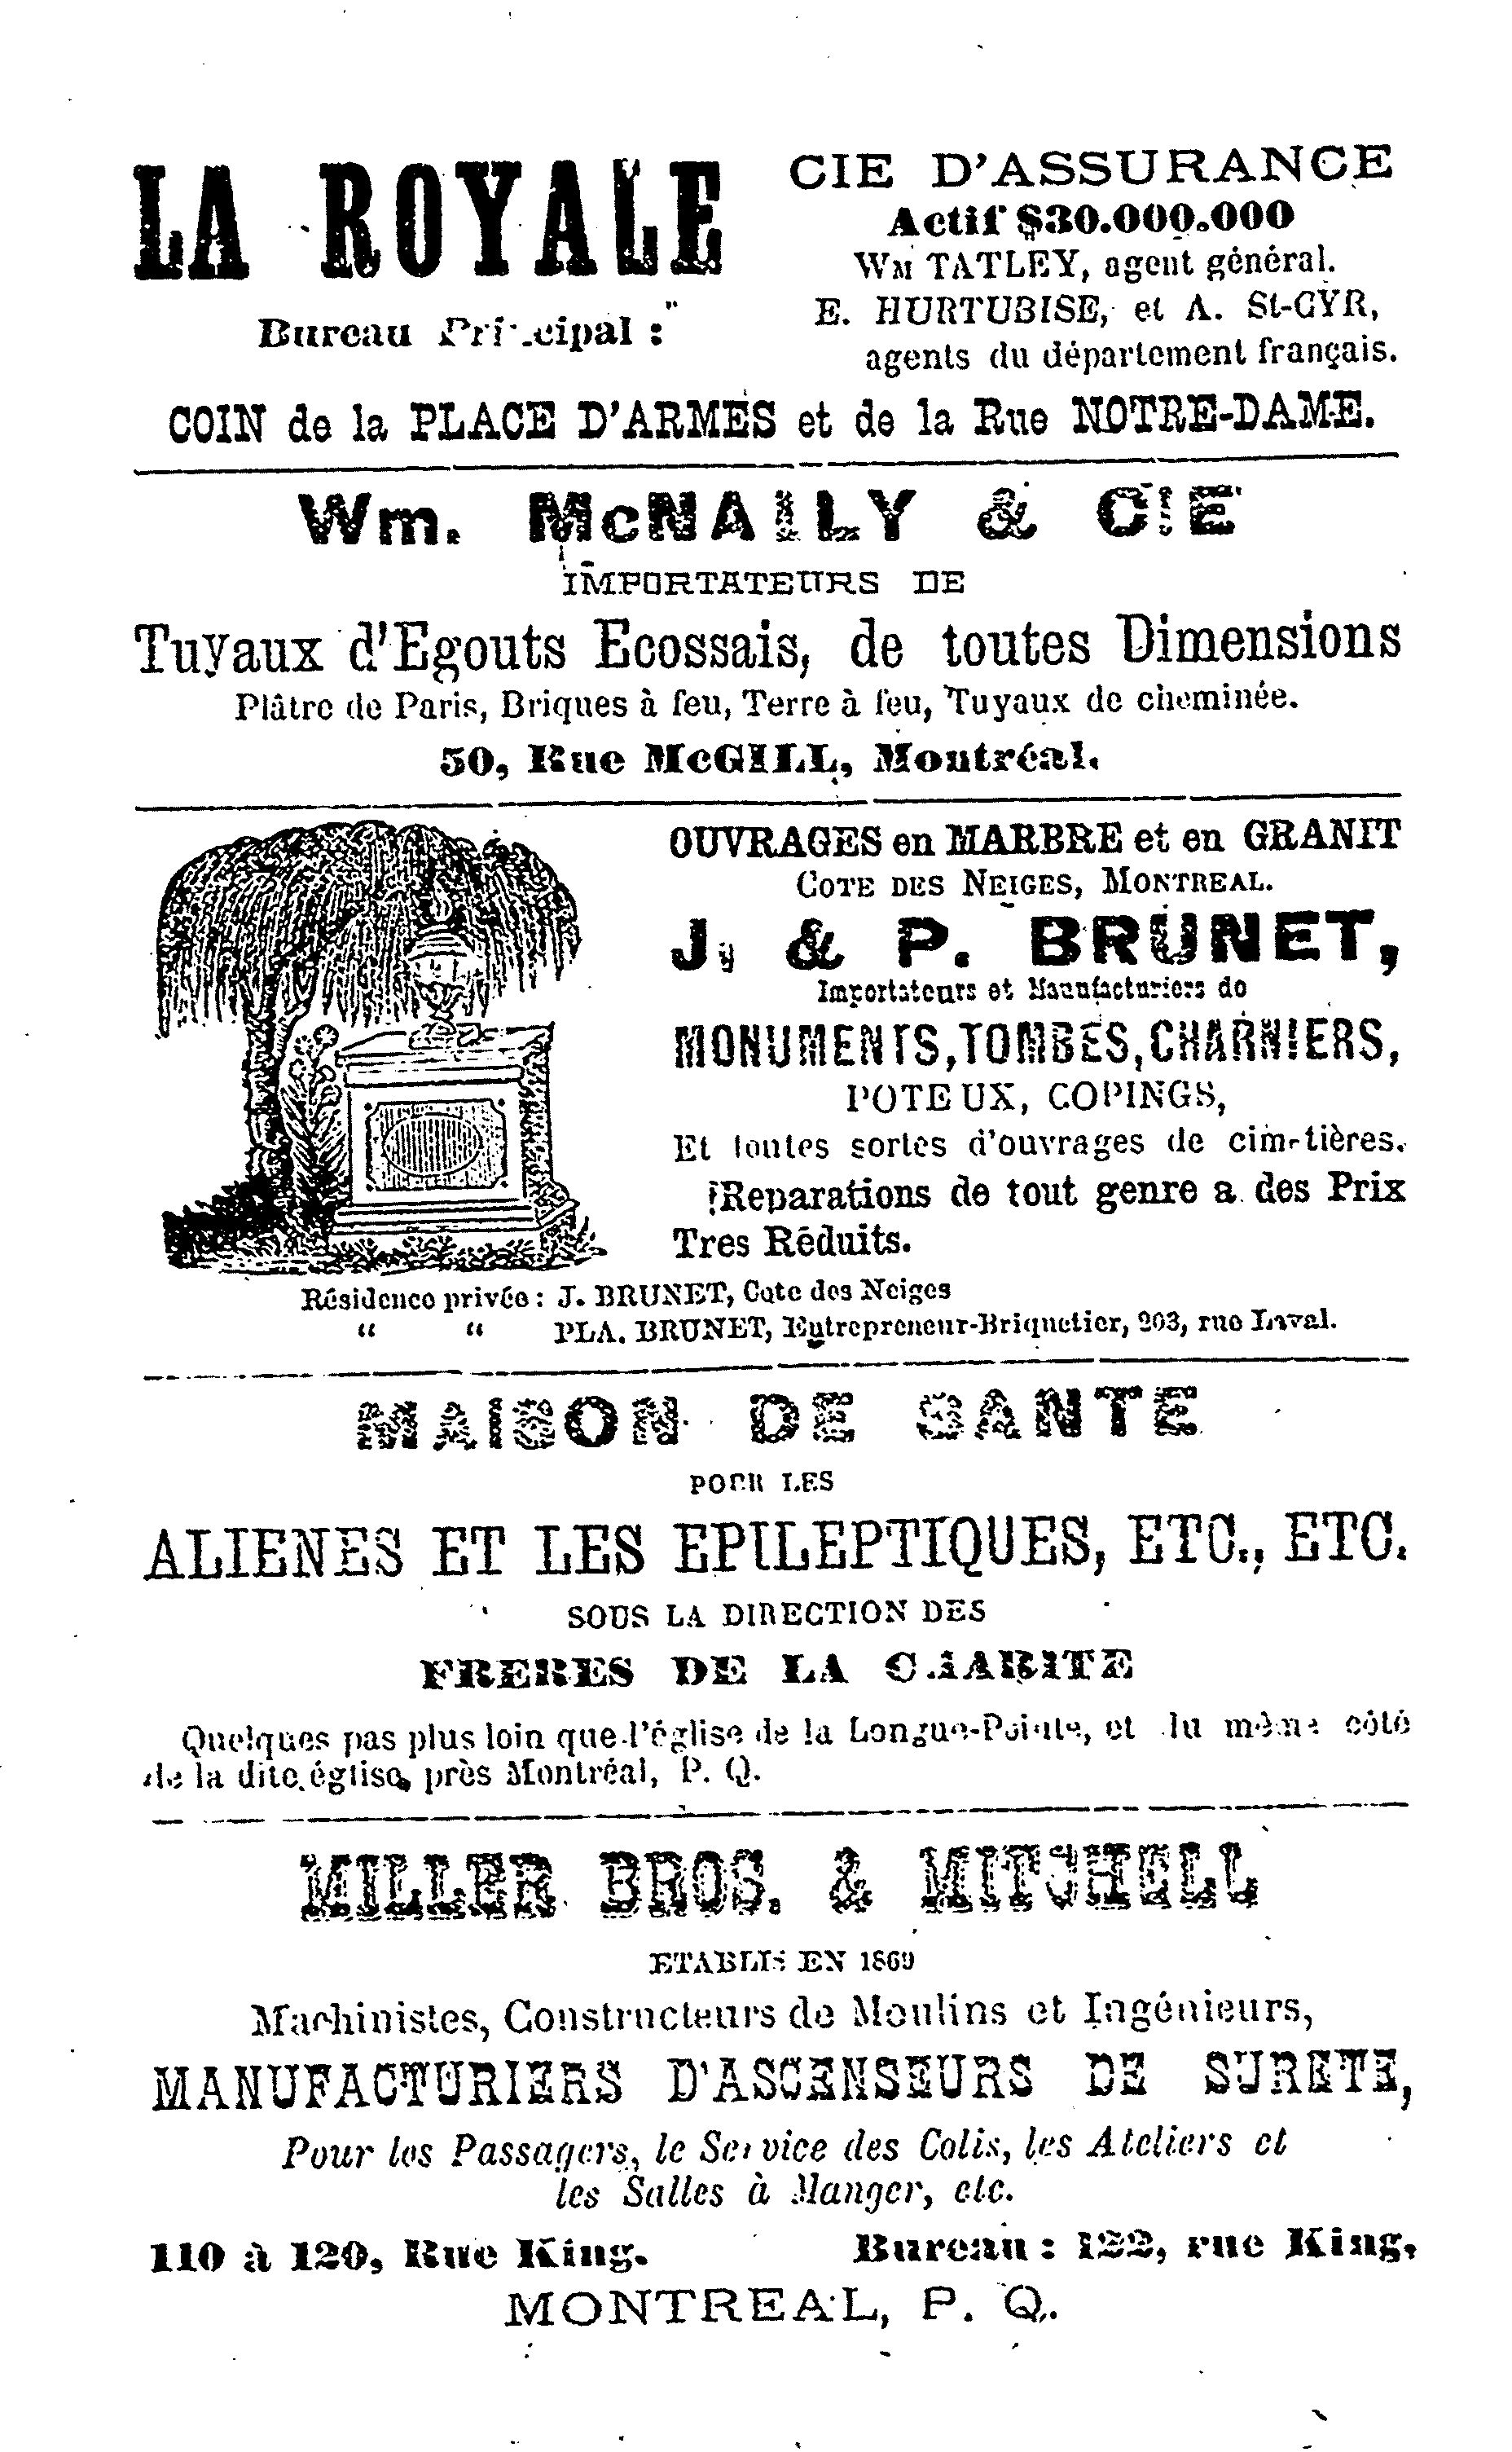 LA ROYALE
CIE D'ASSURANCE
Actif $30.000.000
WM TATLEY, agent général.
E. HURTUBISE, et A. St-CYR,
agents du département français.
Bureau Principal :
COIN de la PLACE D'ARMES et de la Rue NOTRE-DAME.
Wm. McNALLY & CIE
IMPORTATEURS DE
Tuyaux d'Egouts Ecossais, de toutes Dimensions
Plâtre de Paris, Briques à feu, Terre à feu, Tuyaux de cheminée.
50, Rue McGILL, Montréal.
OUVRAGES en MARBRE et en GRANIT
COTE DES NEIGES, MONTREAL.
J. & P. BRUNET,
Importateurs et Manufacturiers de
MONUMENTS, TOMBES, CHARNIERS,
POTEUX, COPINGS,
Et toutes sortes d'ouvrages de cimetières.
Reparations de tout genre a des Prix
Tres Réduits.
Résidence privée : J. BRUNET, Cote des Neiges
“ “ PLA. BRUNET, Entrepreneur-Briquetier, 203, rue Laval.
MAISON DE SANTE
POUR LES
ALIENES ET LES EPILEPTIQUES, ETC., ETC.
SOUS LA DIRECTION DES
FRERES DE LA CHARITE
Quelques pas plus loin que l'église de la Longue-Pointe, et du même côté
de la dite église, près Montréal, P. Q.
MILLER BROS. & MITCHELL
ETABLIS EN 1869
Machinistes, Constructeurs de Moulins et Ingénieurs,
MANUFACTURIERS D'ASCENSEURS DE SURETE,
Pour les Passagers, le Service des Colis, les Ateliers et
les Salles à Manger, etc.
110 à 120, Rue King. Bureau : 122, rue King,
MONTREAL, P. Q.